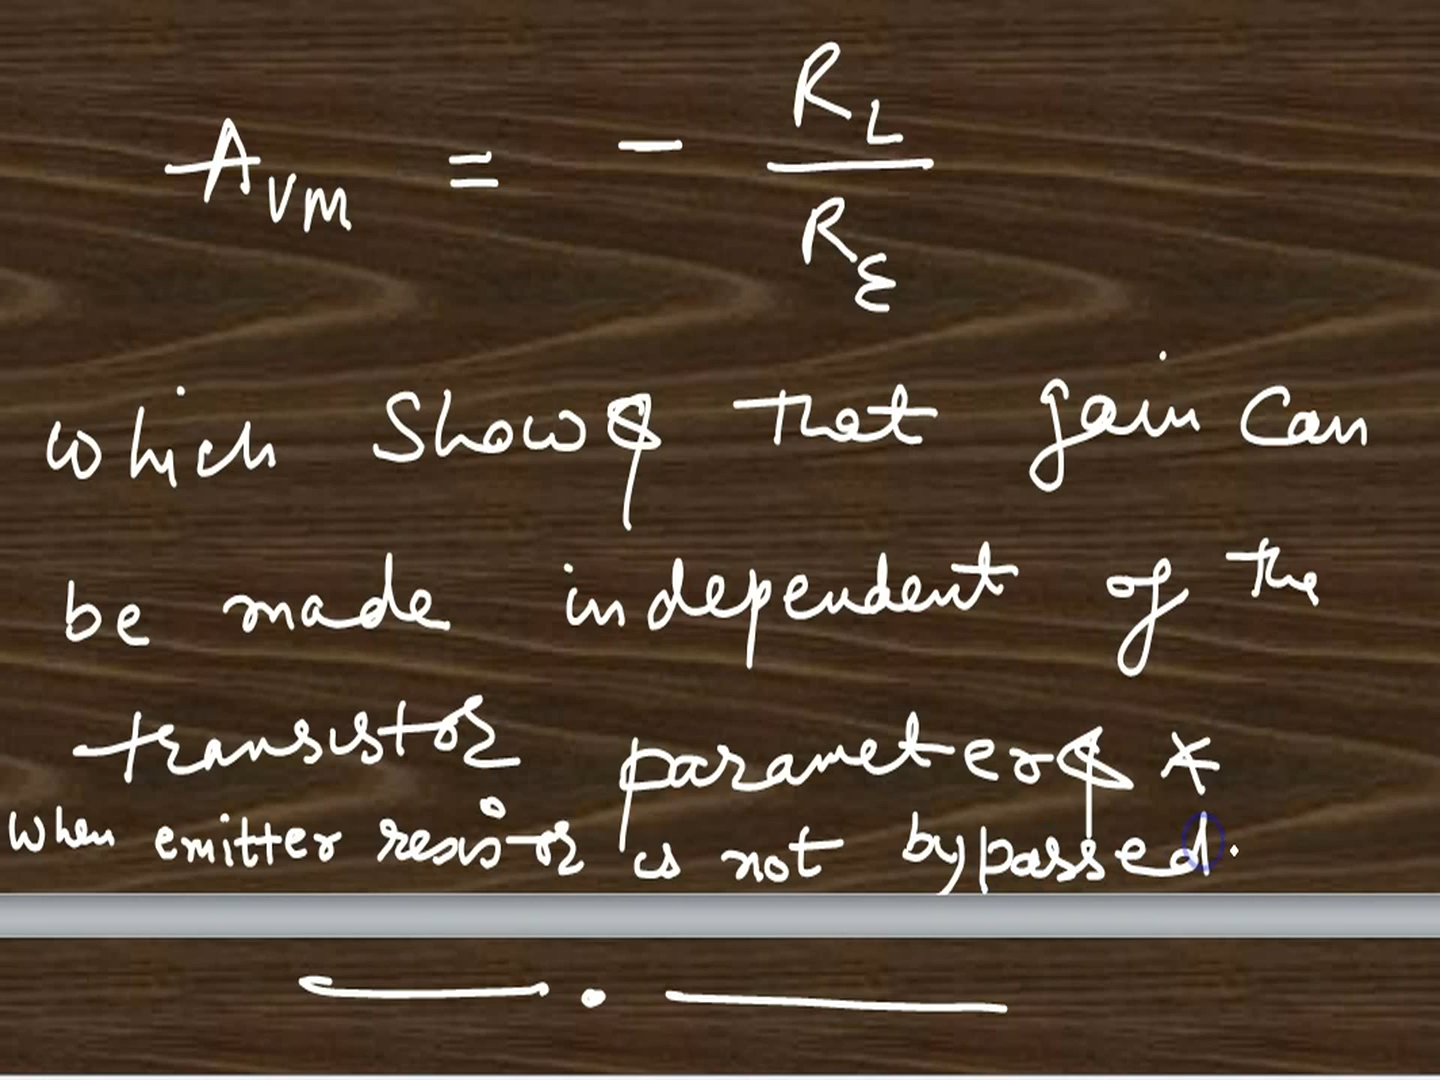 A_VM = - R_L / R_E
which shows that gain can
be made independent of the
transistor parameters *
when emitter resistor is not bypassed.